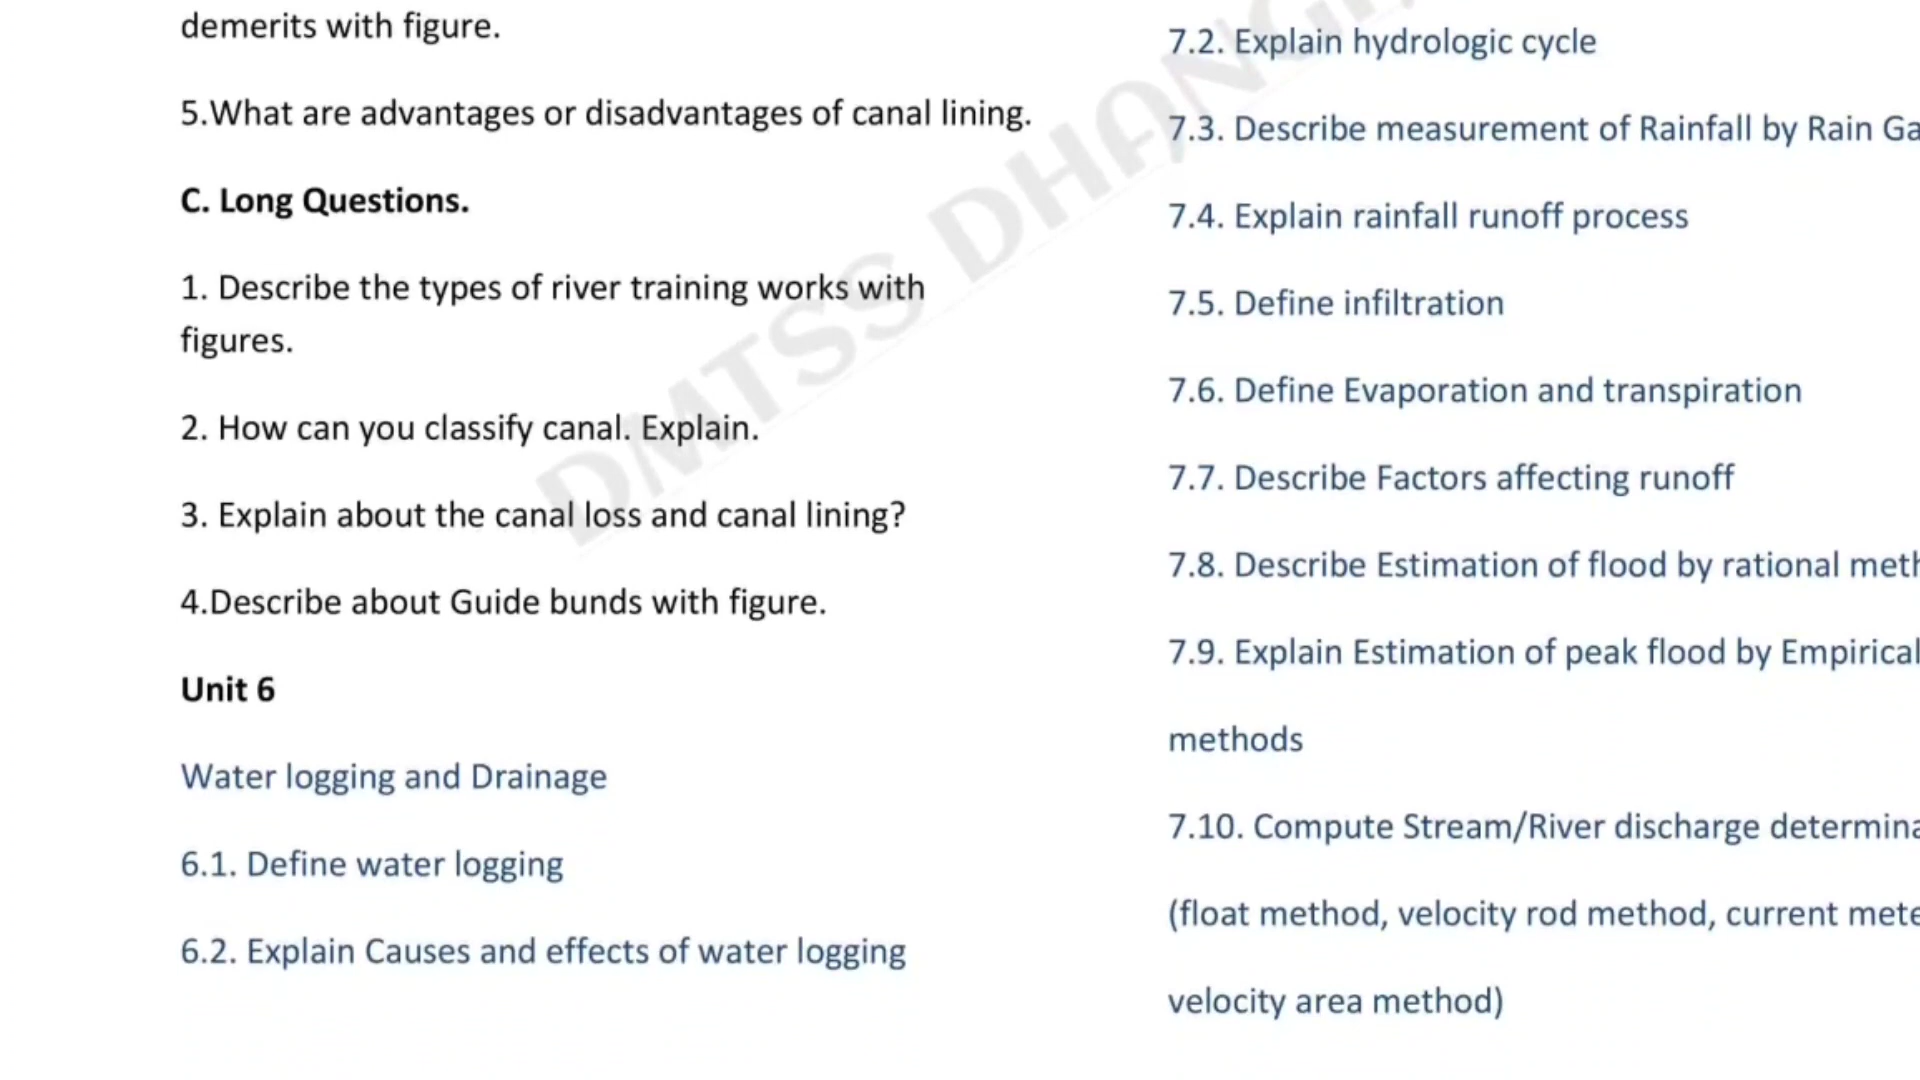 demerits with figure.
5.What are advantages or disadvantages of canal lining.
C. Long Questions.
1. Describe the types of river training works with
figures.
2. How can you classify canal. Explain.
3. Explain about the canal loss and canal lining?
4.Describe about Guide bunds with figure.
Unit 6
Water logging and Drainage
6.1. Define water logging
6.2. Explain Causes and effects of water logging
7.2. Explain hydrologic cycle
7.3. Describe measurement of Rainfall by Rain
7.4. Explain rainfall runoff process
7.5. Define infiltration
7.6. Define Evaporation and transpiration
7.7. Describe Factors affecting runoff
7.8. Describe Estimation of flood by rational
7.9. Explain Estimation of peak flood by Empirical
methods
7.10. Compute Stream/River discharge
(float method, velocity rod method, current
velocity area method)
DMTSS